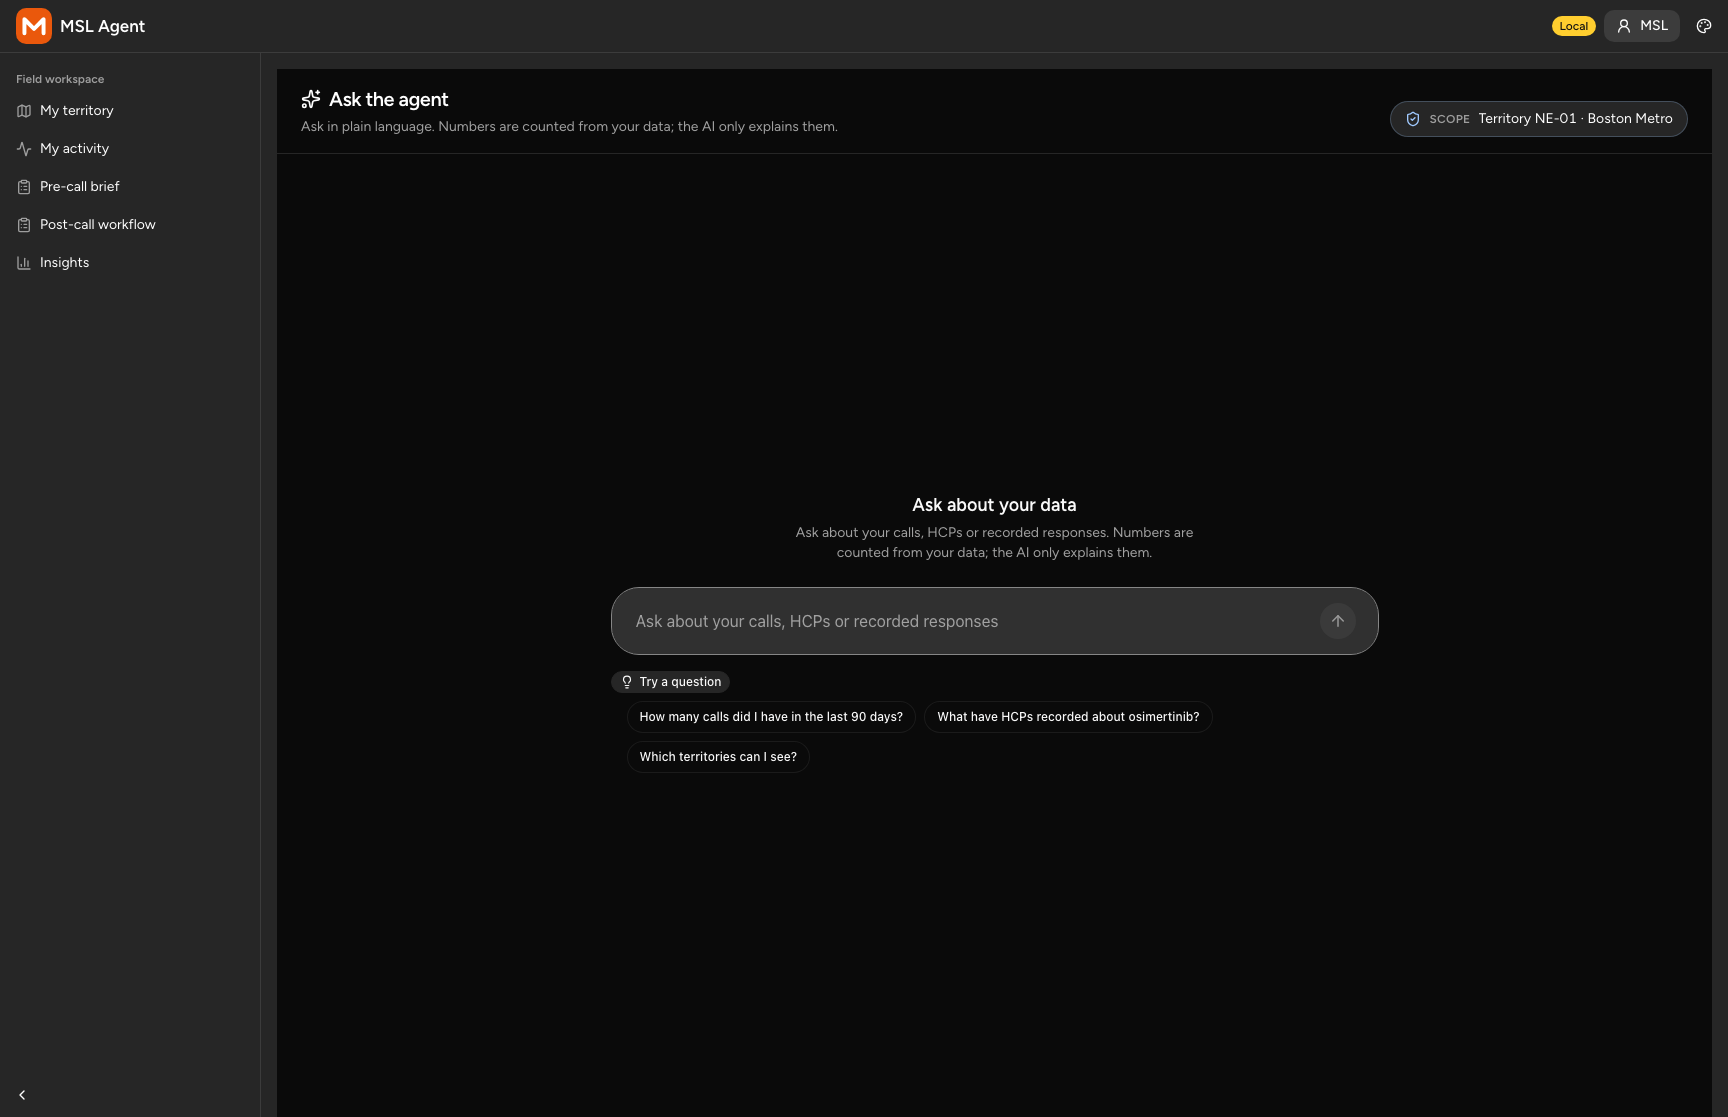 MSL Agent
Local
MSL
Field workspace
My territory
My activity
Pre-call brief
Post-call workflow
Insights
Ask the agent
Ask in plain language. Numbers are counted from your data; the AI only explains them.
SCOPE Territory NE-01 · Boston Metro
Ask about your data
Ask about your calls, HCPs or recorded responses. Numbers are
counted from your data; the AI only explains them.
Ask about your calls, HCPs or recorded responses
Try a question
How many calls did I have in the last 90 days?
What have HCPs recorded about osimertinib?
Which territories can I see?